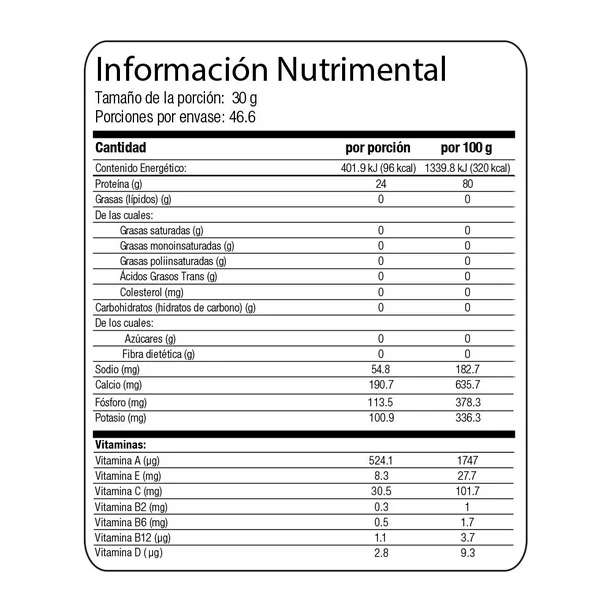 Información Nutrimental
Tamaño de la porción: 30 g
Porciones por envase: 46.6
Cantidad por porción por 100 g
Contenido Energético: 401.9 kJ (96 kcal) 1339.8 kJ (320 kcal)
Proteína (g) 24 80
Grasas (lípidos) (g) 0 0
De las cuales:
Grasas saturadas (g) 0 0
Grasas monoinsaturadas (g) 0 0
Grasas poliinsaturadas (g) 0 0
Ácidos Grasos Trans (g) 0 0
Colesterol (mg) 0 0
Carbohidratos (hidratos de carbono) (g) 0 0
De los cuales:
Azúcares (g) 0 0
Fibra dietética (g) 0 0
Sodio (mg) 54.8 182.7
Calcio (mg) 190.7 635.7
Fósforo (mg) 113.5 378.3
Potasio (mg) 100.9 336.3
Vitaminas:
Vitamina A (µg) 524.1 1747
Vitamina E (mg) 8.3 27.7
Vitamina C (mg) 30.5 101.7
Vitamina B2 (mg) 0.3 1
Vitamina B6 (mg) 0.5 1.7
Vitamina B12 (µg) 1.1 3.7
Vitamina D (µg) 2.8 9.3